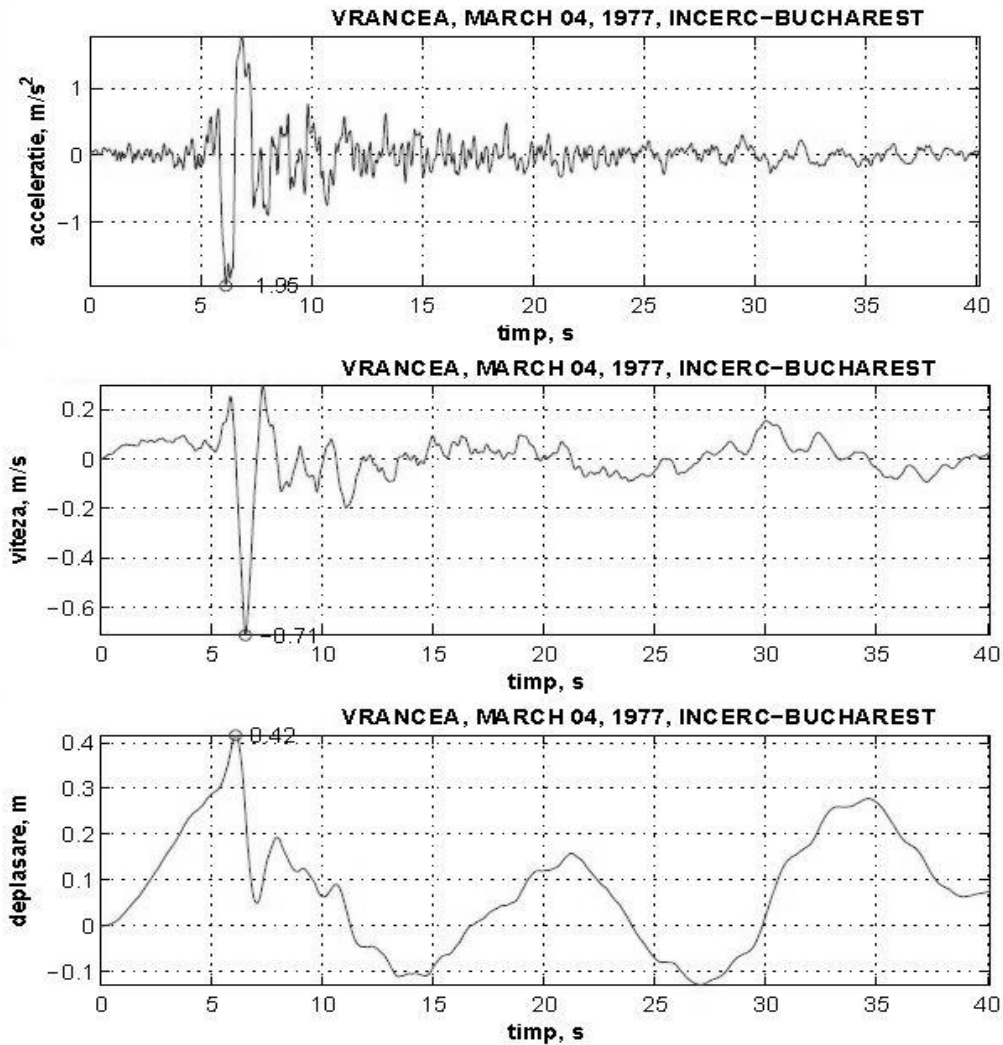 VRANCEA, MARCH 04, 1977, INCERC-BUCHAREST
acceleratie, m/s²
1
0
-1
1.95
0 5 10 15 20 25 30 35 40
timp, s
VRANCEA, MARCH 04, 1977, INCERC-BUCHAREST
viteza, m/s
0.2
0
-0.2
-0.4
-0.6
-0.71
0 5 10 15 20 25 30 35 40
timp, s
VRANCEA, MARCH 04, 1977, INCERC-BUCHAREST
deplasare, m
0.4
0.42
0.3
0.2
0.1
0
-0.1
0 5 10 15 20 25 30 35 40
timp, s